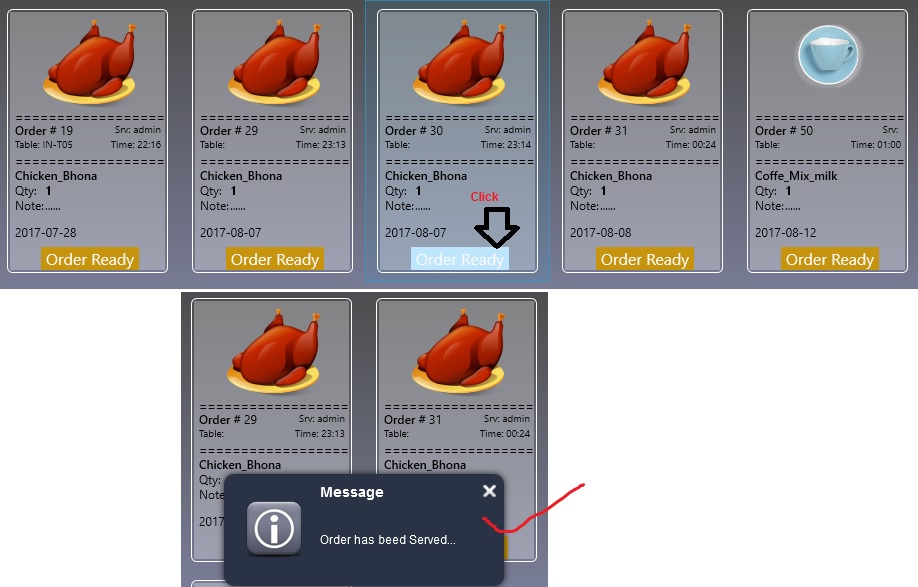 ==================
Order # 19 Srv: admin
Table: IN-T05 Time: 22:16
==================
Chicken_Bhona
Qty: 1
Note:......
2017-07-28
Order Ready
==================
Order # 29 Srv: admin
Table: Time: 23:13
==================
Chicken_Bhona
Qty: 1
Note:......
2017-08-07
Order Ready
==================
Order # 30 Srv: admin
Table: Time: 23:14
==================
Chicken_Bhona
Qty: 1
Note:......
Click
2017-08-07
Order Ready
==================
Order # 31 Srv: admin
Table: Time: 00:24
==================
Chicken_Bhona
Qty: 1
Note:......
2017-08-08
Order Ready
==================
Order # 50 Srv:
Table: Time: 01:00
==================
Coffe_Mix_milk
Qty: 1
Note:......
2017-08-12
Order Ready
==================
Order # 29 Srv: admin
Table: Time: 23:13
==================
Chicken_Bhona
Qty:
Note
2017
==================
Order # 31 Srv: admin
Table: Time: 00:24
==================
Chicken_Bhona
Message
Order has beed Served...